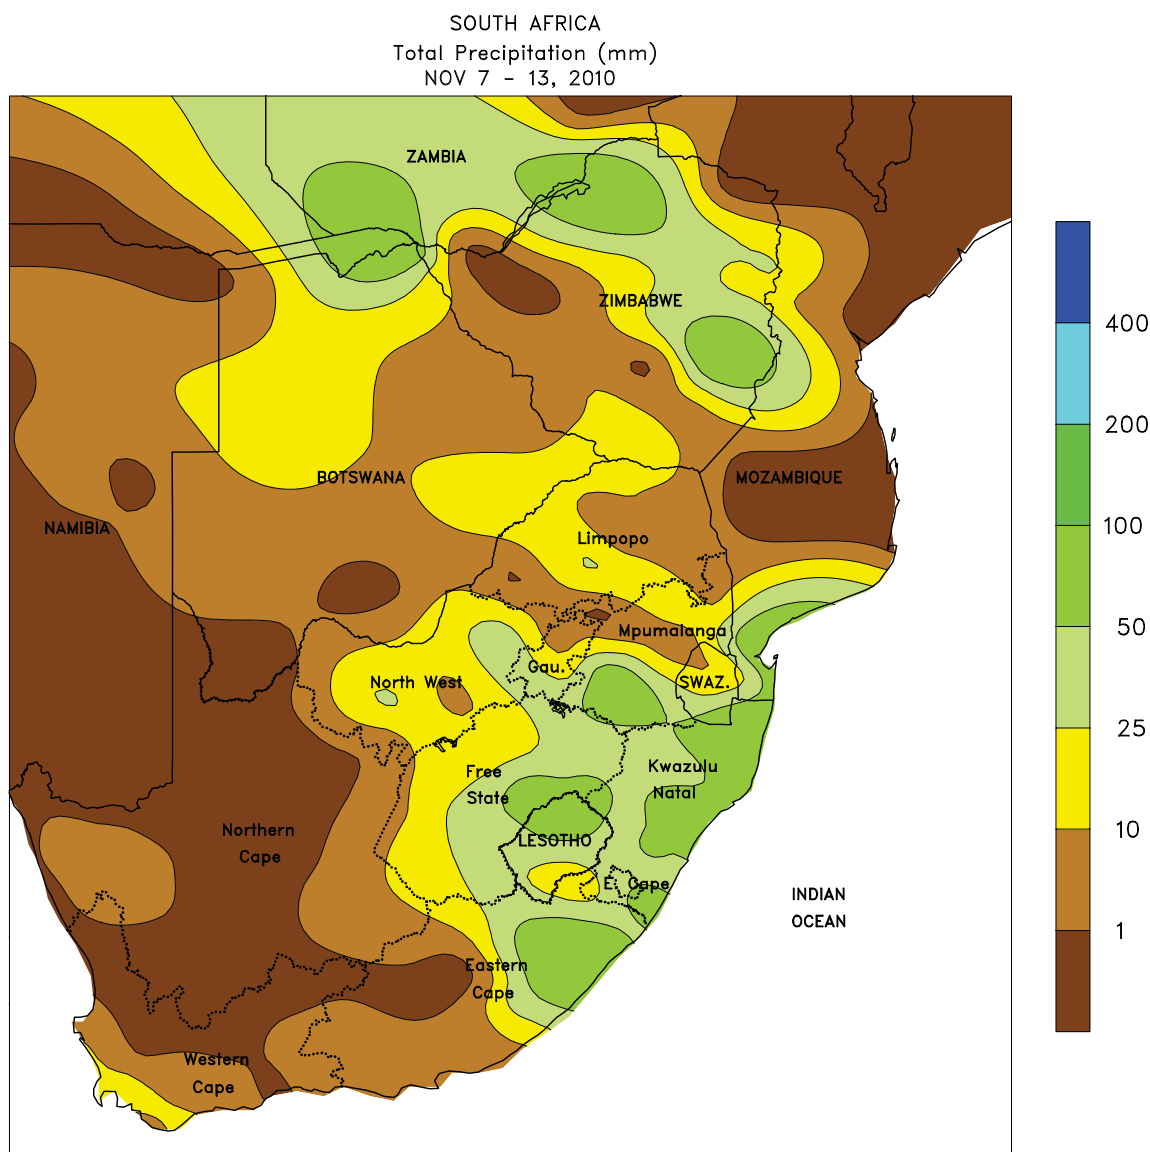 SOUTH AFRICA
Total Precipitation (mm)
NOV 7 - 13, 2010
ZAMBIA
ZIMBABWE
400
200
BOTSWANA
MOZAMBIQUE
NAMIBIA
100
Limpopo
Mpumalanga
50
Gau.
North West
SWAZ.
25
Kwazulu
Natal
Free
State
Northern
Cape
10
LESOTHO
E. Cape
INDIAN
OCEAN
1
Eastern
Cape
Western
Cape